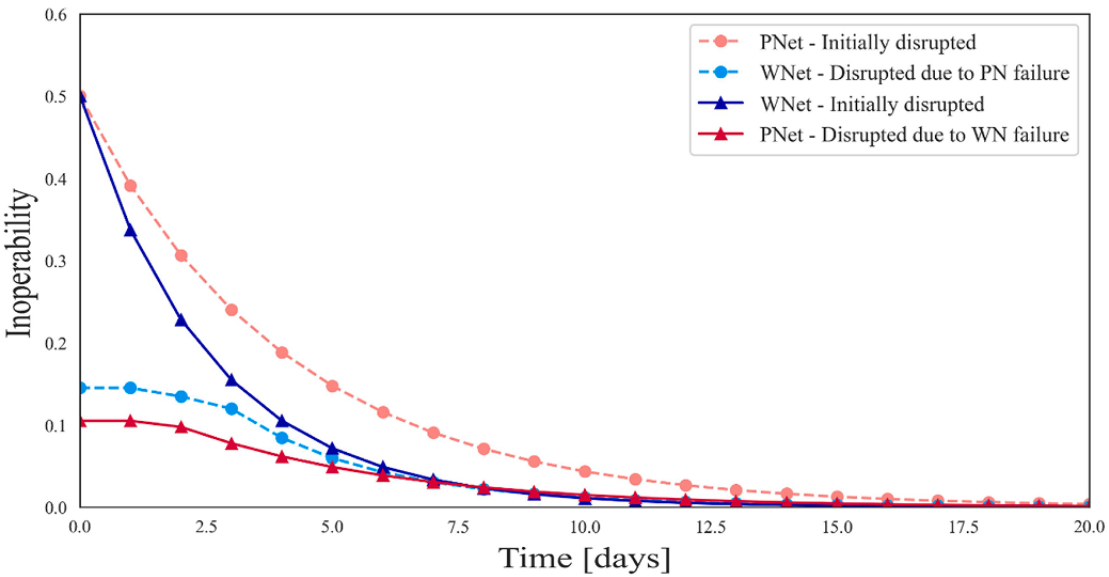 0.6
0.5
0.4
0.3
0.2
0.1
0.0
Inoperability
PNet - Initially disrupted
WNet - Disrupted due to PN failure
WNet - Initially disrupted
PNet - Disrupted due to WN failure
0.0 2.5 5.0 7.5 10.0 12.5 15.0 17.5 20.0
Time [days]